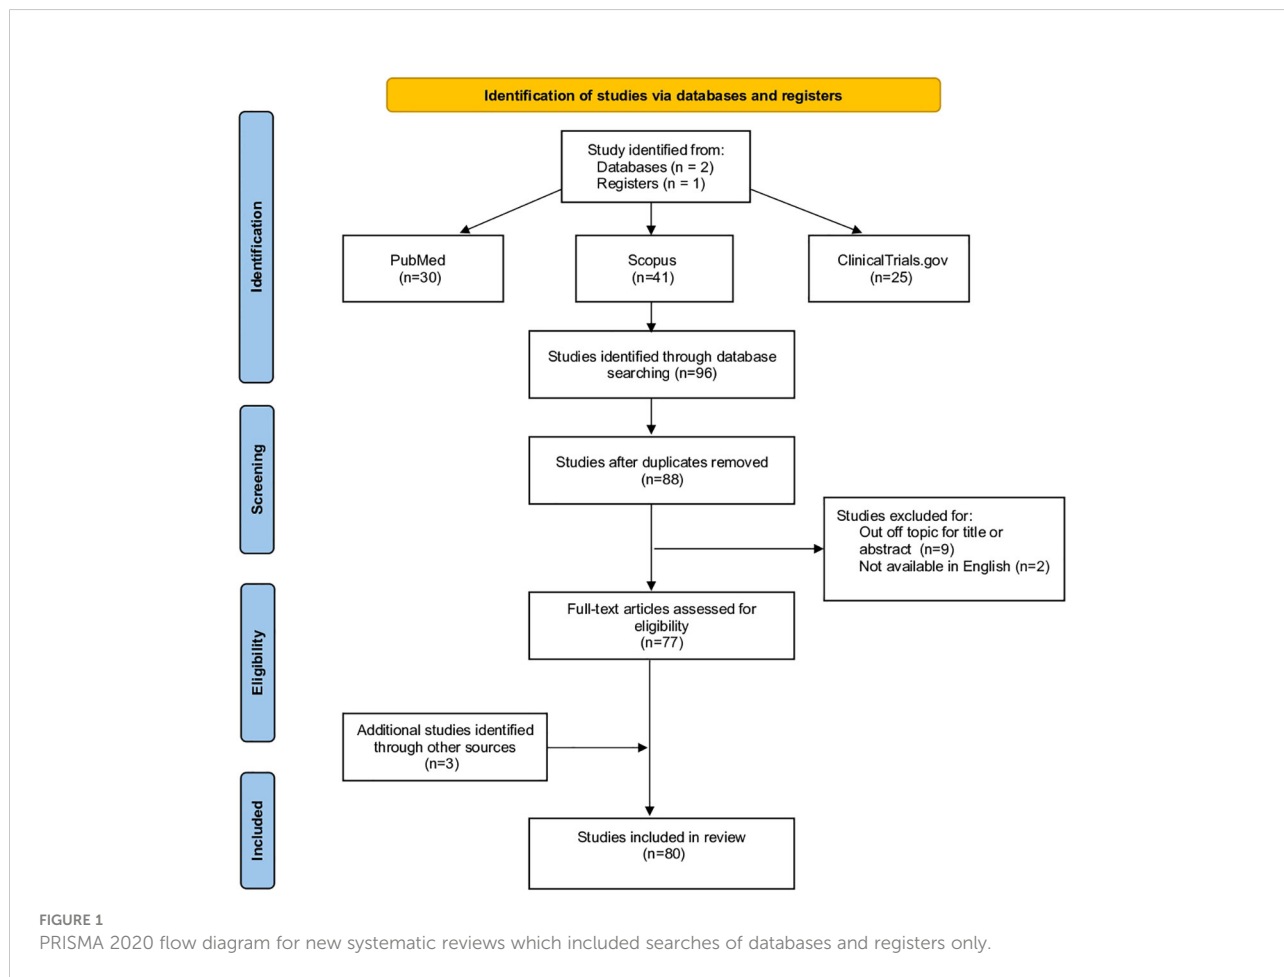 Identification of studies via databases and registers
Identification
Study identified from:
Databases (n = 2)
Registers (n = 1)
PubMed
(n=30)
Scopus
(n=41)
ClinicalTrials.gov
(n=25)
Studies identified through database
searching (n=96)
Screening
Studies after duplicates removed
(n=88)
Studies excluded for:
Out off topic for title or
abstract (n=9)
Not available in English (n=2)
Eligibility
Full-text articles assessed for
eligibility
(n=77)
Additional studies identified
through other sources
(n=3)
Included
Studies included in review
(n=80)
FIGURE 1
PRISMA 2020 flow diagram for new systematic reviews which included searches of databases and registers only.